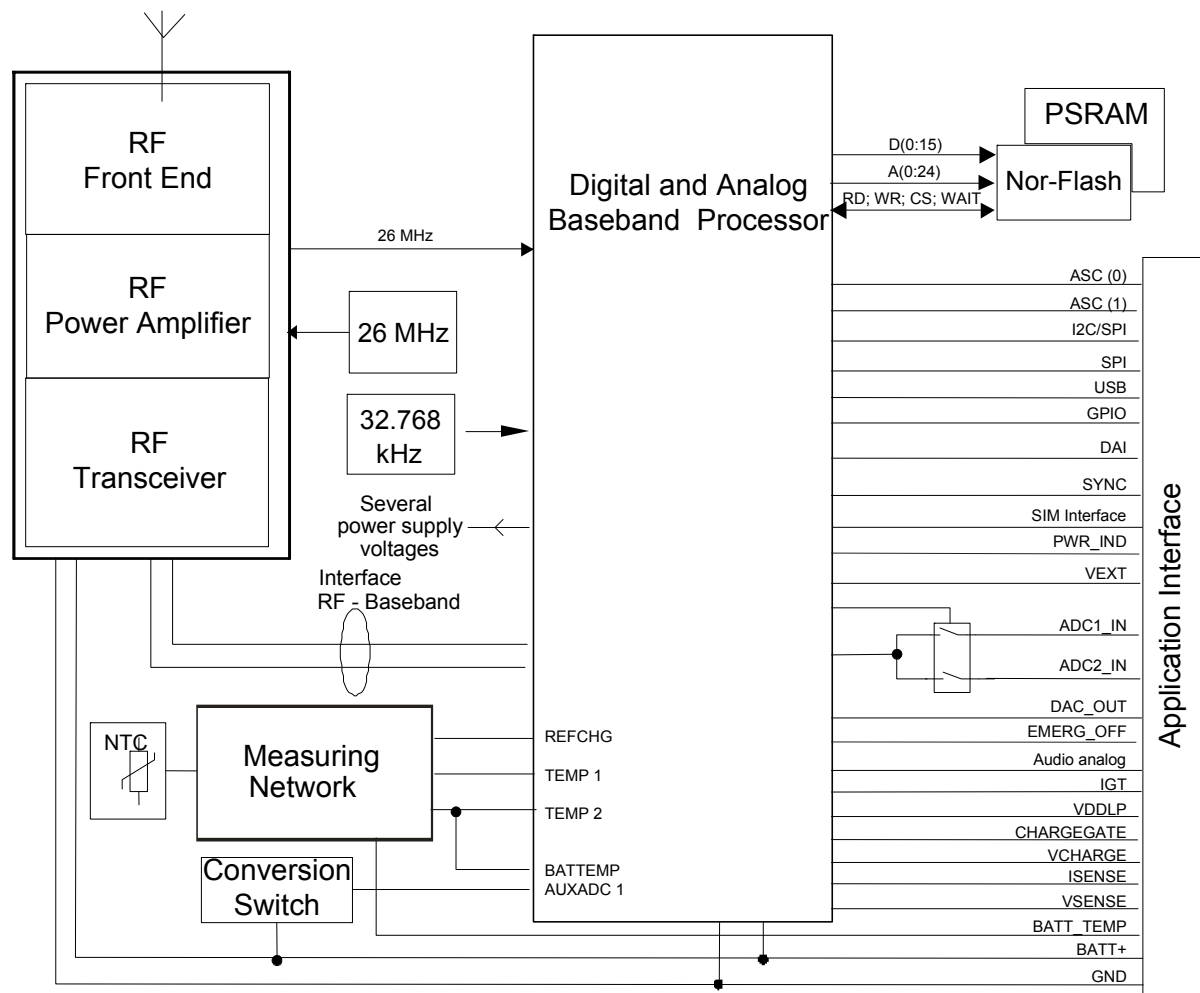 RF
Front End
RF
Power Amplifier
RF
Transceiver
26 MHz
26 MHz
32.768
kHz
Several
power supply
voltages
Interface
RF - Baseband
NTC
Measuring
Network
Conversion
Switch
Digital and Analog
Baseband Processor
REFCHG
TEMP 1
TEMP 2
BATTEMP
AUXADC 1
PSRAM
Nor-Flash
D(0:15)
A(0:24)
RD; WR; CS; WAIT
ASC (0)
ASC (1)
I2C/SPI
SPI
USB
GPIO
DAI
SYNC
SIM Interface
PWR_IND
VEXT
ADC1_IN
ADC2_IN
DAC_OUT
EMERG_OFF
Audio analog
IGT
VDDLP
CHARGEGATE
VCHARGE
ISENSE
VSENSE
BATT_TEMP
BATT+
GND
Application Interface